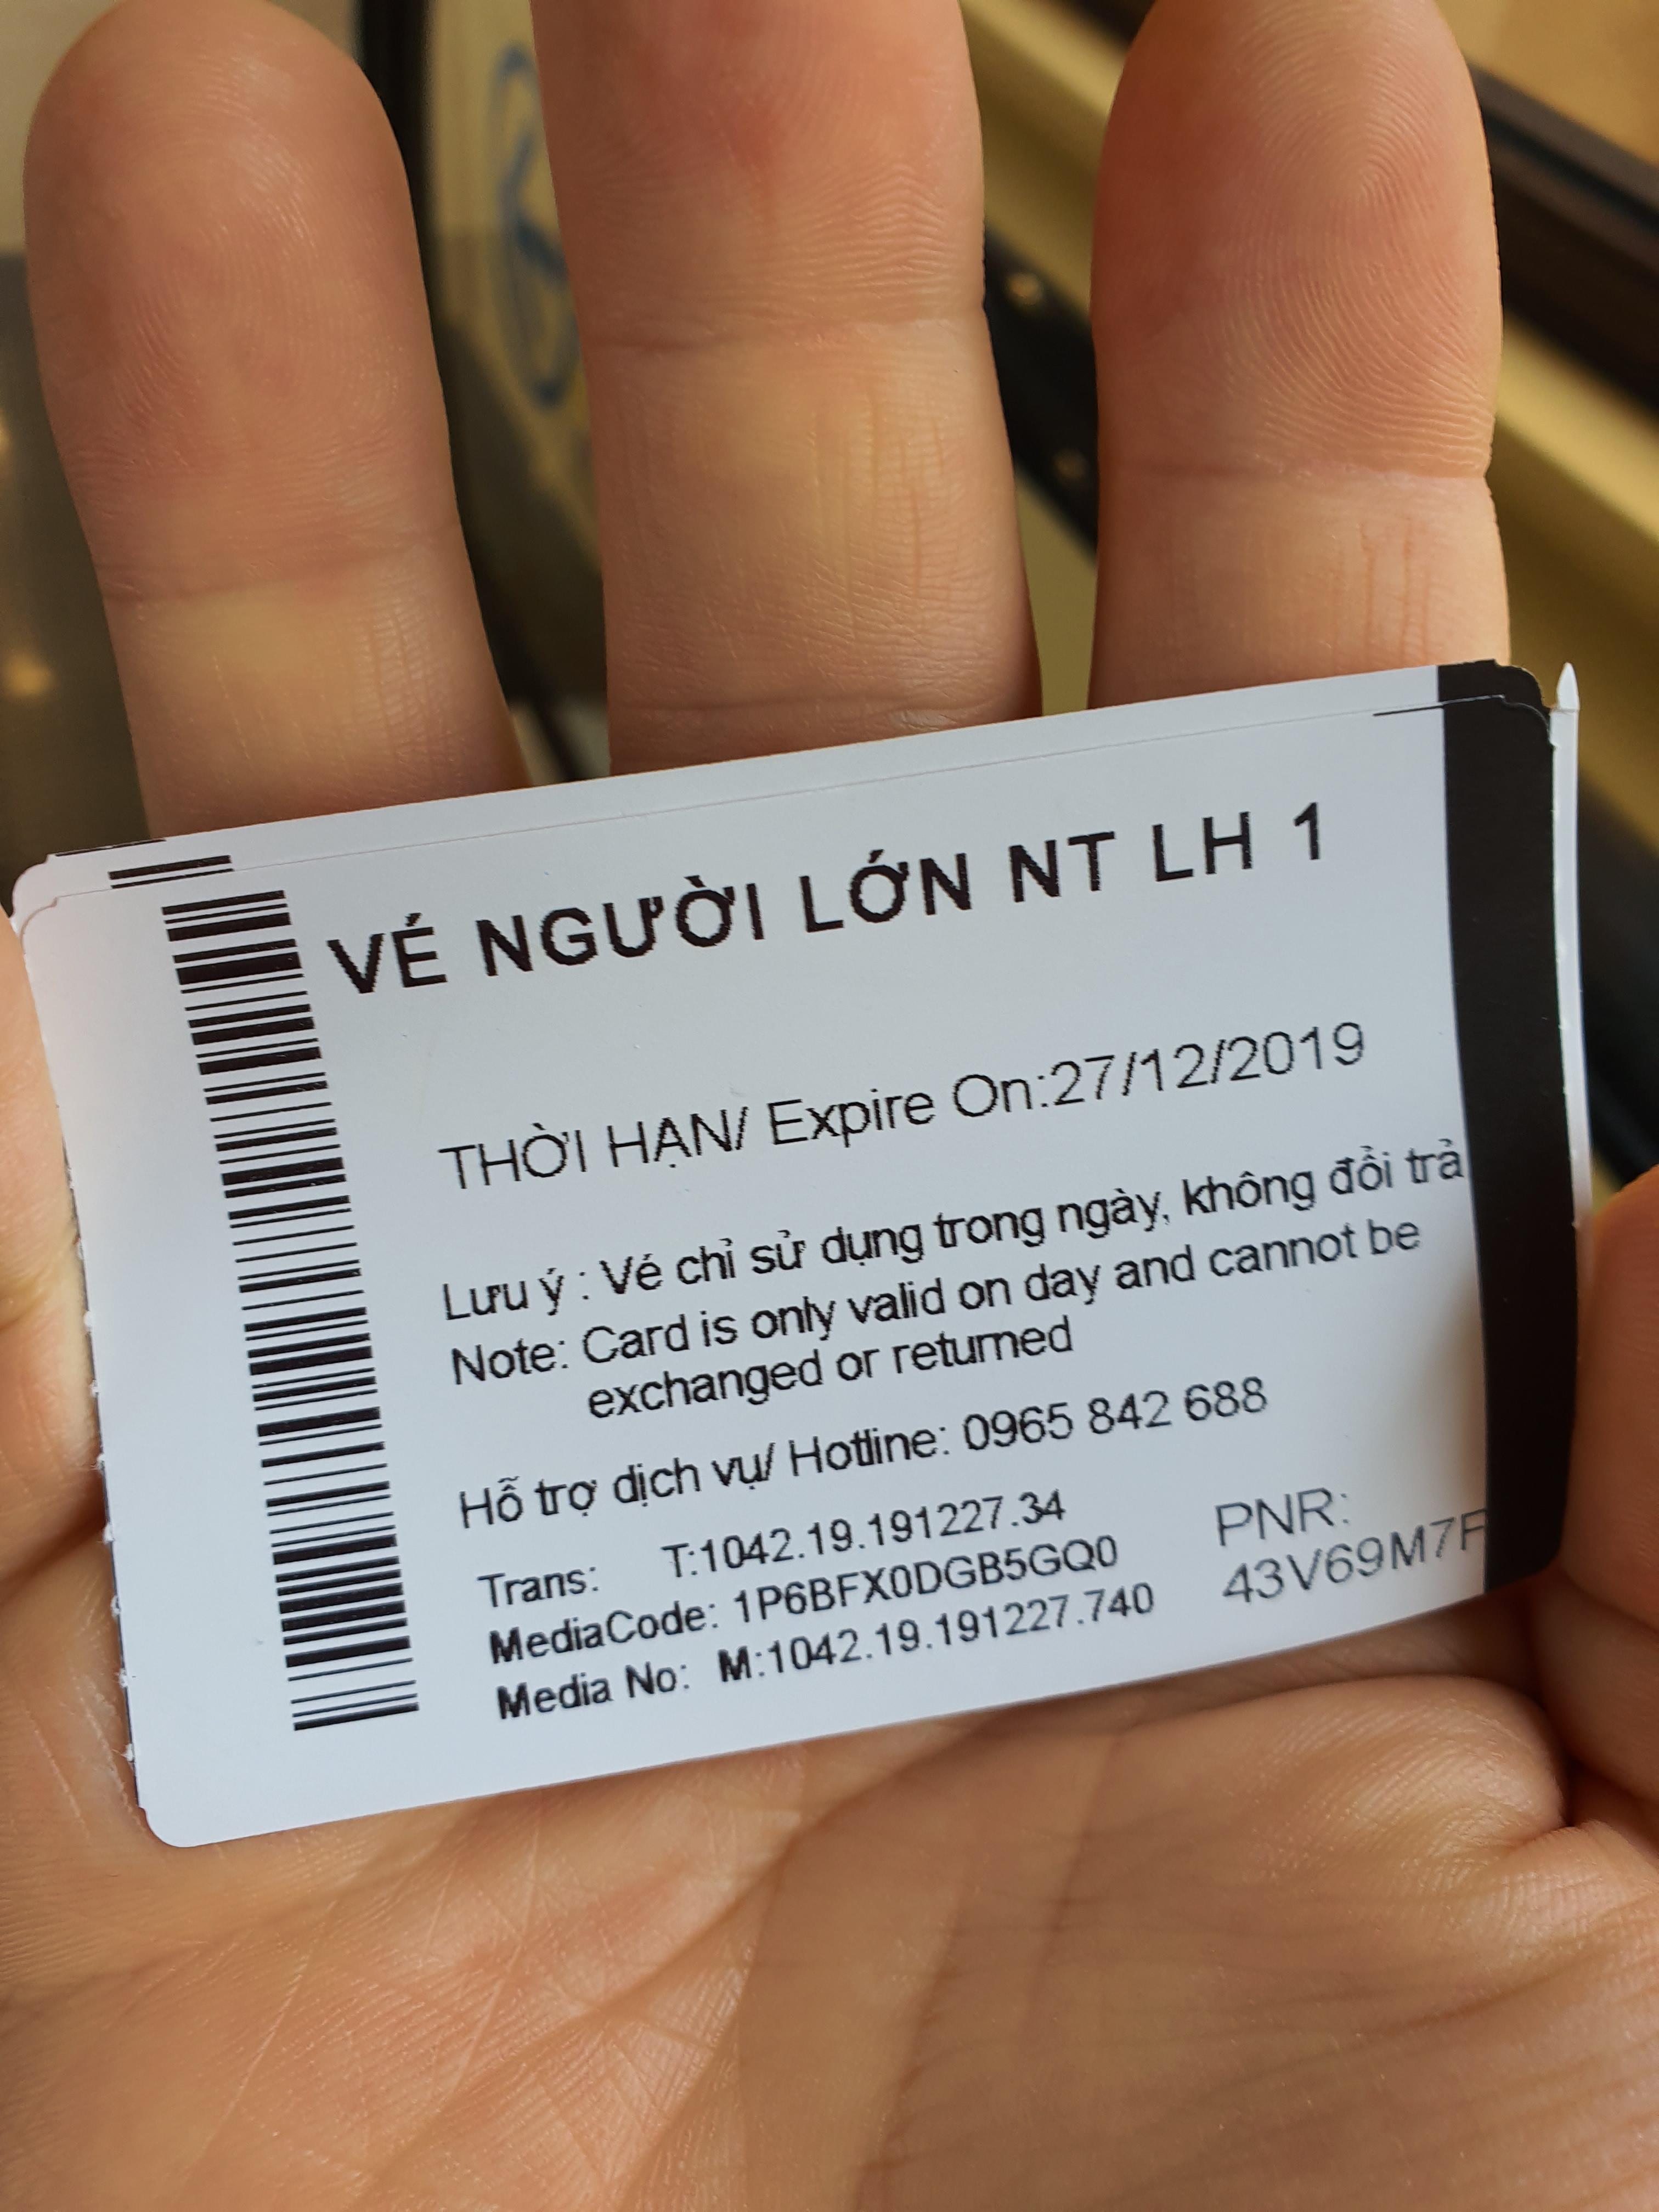 VÉ NGƯỜI LỚN NT LH 1
THỜI HẠN/ Expire On:27/12/2019
Lưu ý : Vé chỉ sử dụng trong ngày, không đổi trả
Note: Card is only valid on day and cannot be
exchanged or returned
Hỗ trợ dịch vụ/ Hotline: 0965 842 688
Trans: T:1042.19.191227.34
MediaCode: 1P6BFX0DGB5GQ0
Media No: M:1042.19.191227.740
PNR:
43V69M7F